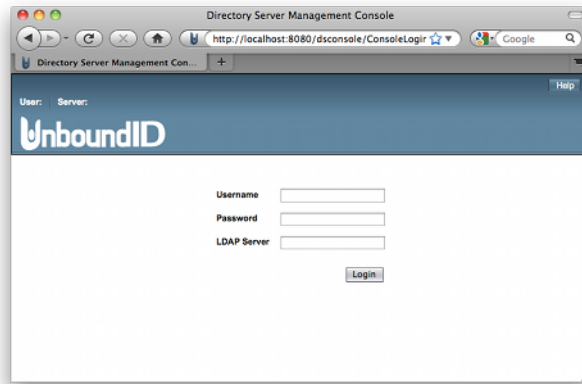 Directory Server Management Console
http://localhost:8080/dsconsole/ConsoleLogin
Google
Directory Server Management Con...
+
Help
User: Server:
UnboundID
Username
Password
LDAP Server
Login